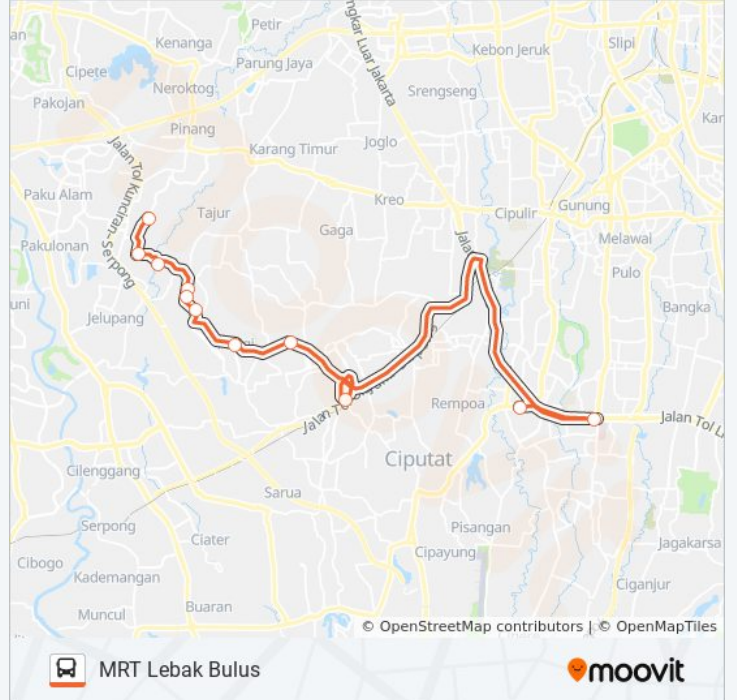 Petir
Kenanga
Slipi
Kebon Jeruk
Parung Jaya
Cipete
Neroktog
Srengseng
Pakojan
Pinang
Joglo
Karang Timur
Paku Alam
Kreo
Tajur
Cipulir
Gunung
Gaga
Melawai
Pakulonan
Jalan Tol Kunciran-Serpong
Pulo
Bangka
Jelupang
Rempoa
Ciputat
Cilenggang
Sarua
Serpong
Pisangan
Ciater
Jagakarsa
Cipayung
Cibogo
Kademangan
Ciganjur
Buaran
Muncul
© OpenStreetMap contributors | © OpenMapTiles
MRT Lebak Bulus
moovit